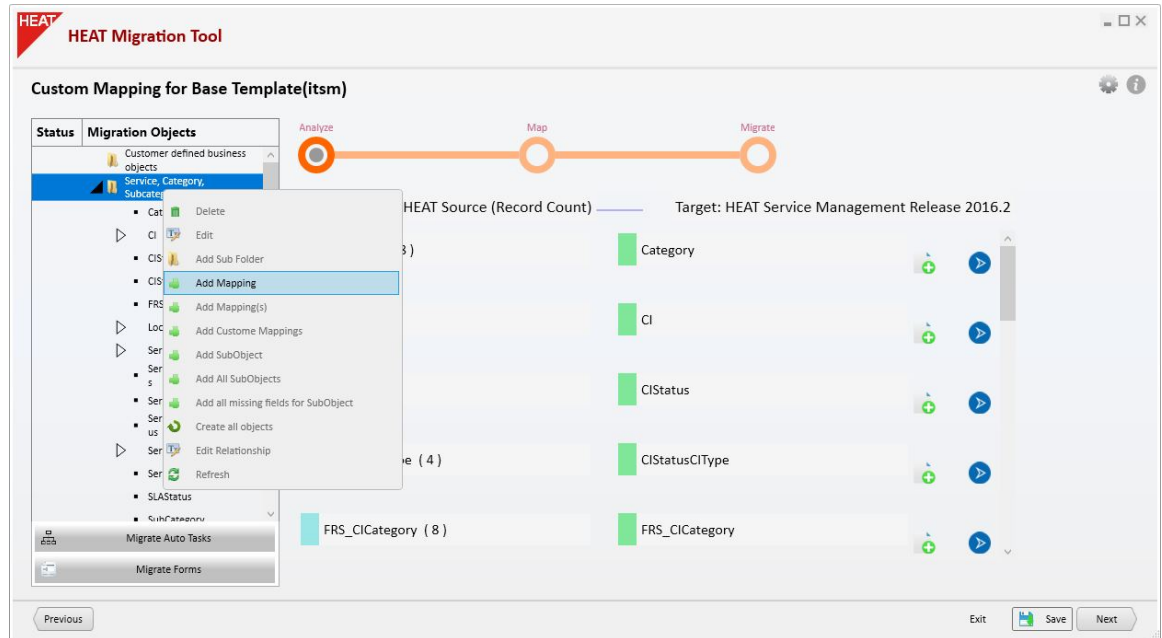 HEAT
HEAT Migration Tool
Custom Mapping for Base Template(itsm)
Status Migration Objects
Customer defined business
objects
Service, Category,
Subcate
Cat
CI
CIS
CIS
FRS
Loc
Ser
Ser
s
Ser
Ser
us
Ser
Ser
SLAStatus
SubCategory
Migrate Auto Tasks
Migrate Forms
Delete
Edit
Add Sub Folder
Add Mapping
Add Mapping(s)
Add Custome Mappings
Add SubObject
Add All SubObjects
Add all missing fields for SubObject
Create all objects
Edit Relationship
Refresh
Analyze Map Migrate
HEAT Source (Record Count) Target: HEAT Service Management Release 2016.2
) Category
CI
CIStatus
e ( 4 ) CIStatusCIType
FRS_CICategory ( 8 ) FRS_CICategory
Previous Exit Save Next